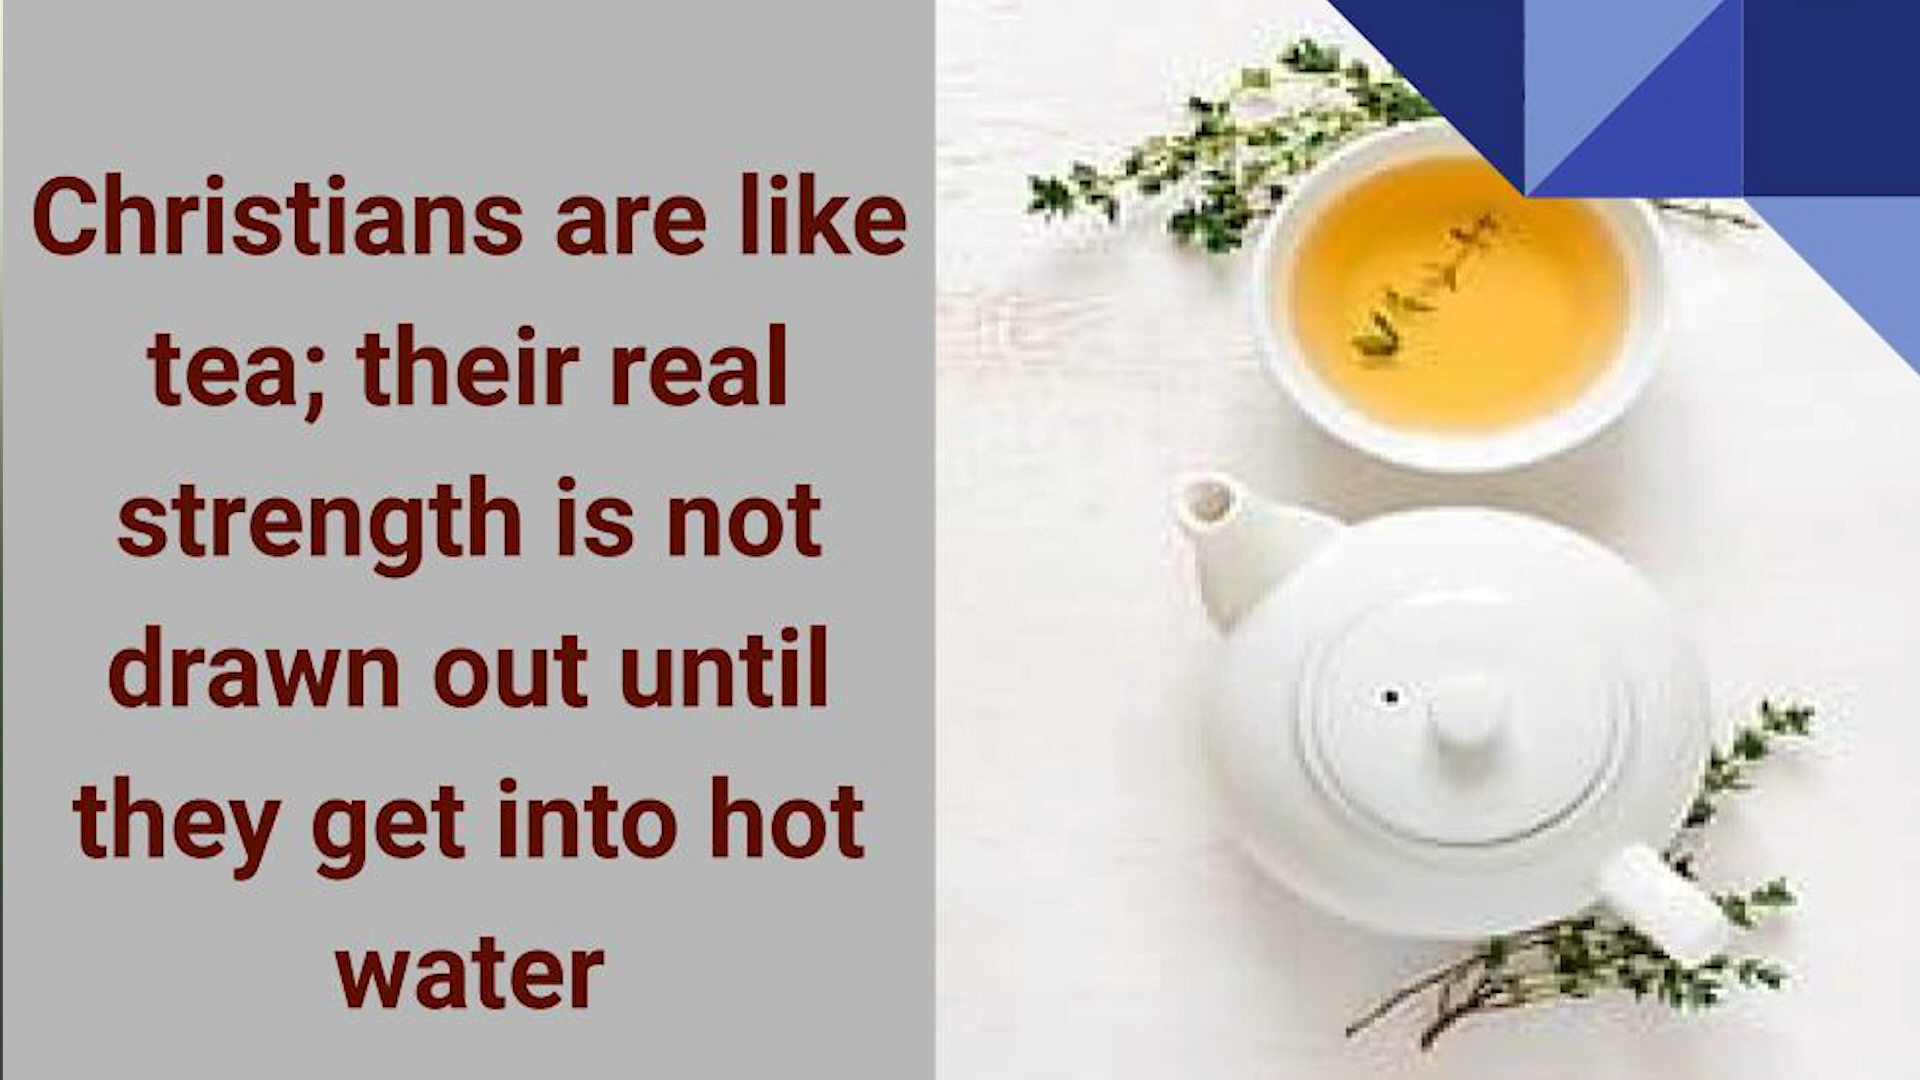 Christians are like
tea; their real
strength is not
drawn out until
they get into hot
water